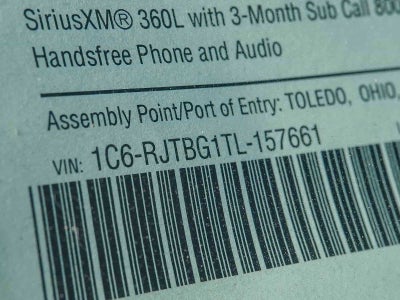 SiriusXM® 360L with 3-Month Sub Call 800
Handsfree Phone and Audio
Assembly Point/Port of Entry: TOLEDO, OHIO,
VIN: 1C6-RJTBG1TL-157661